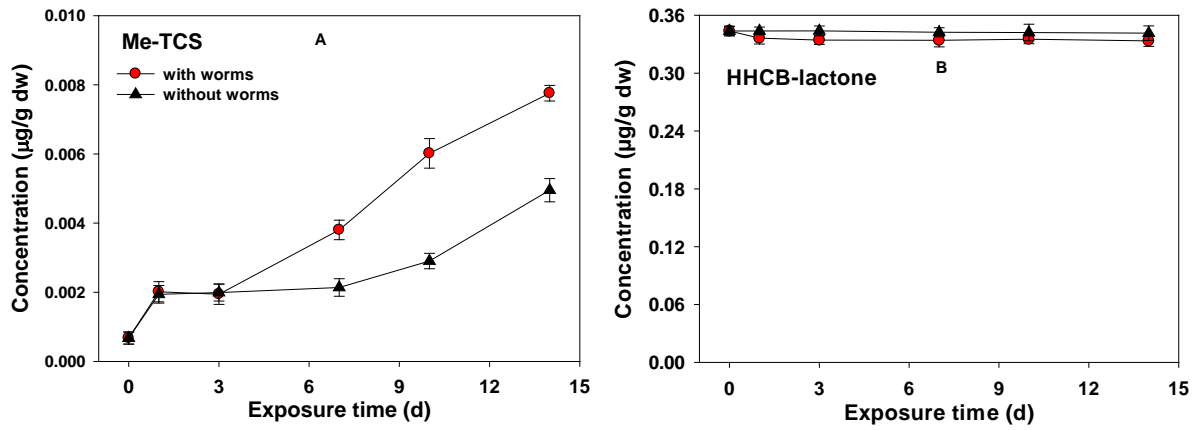 0.010
0.008
0.006
0.004
0.002
0.000
Concentration (µg/g dw)
Me-TCS
A
with worms
without worms
0 3 6 9 12 15
Exposure time (d)
0.36
0.30
0.24
0.18
0.12
0.06
0.00
Concentration (µg/g dw)
B
HHCB-lactone
0 3 6 9 12 15
Exposure time (d)